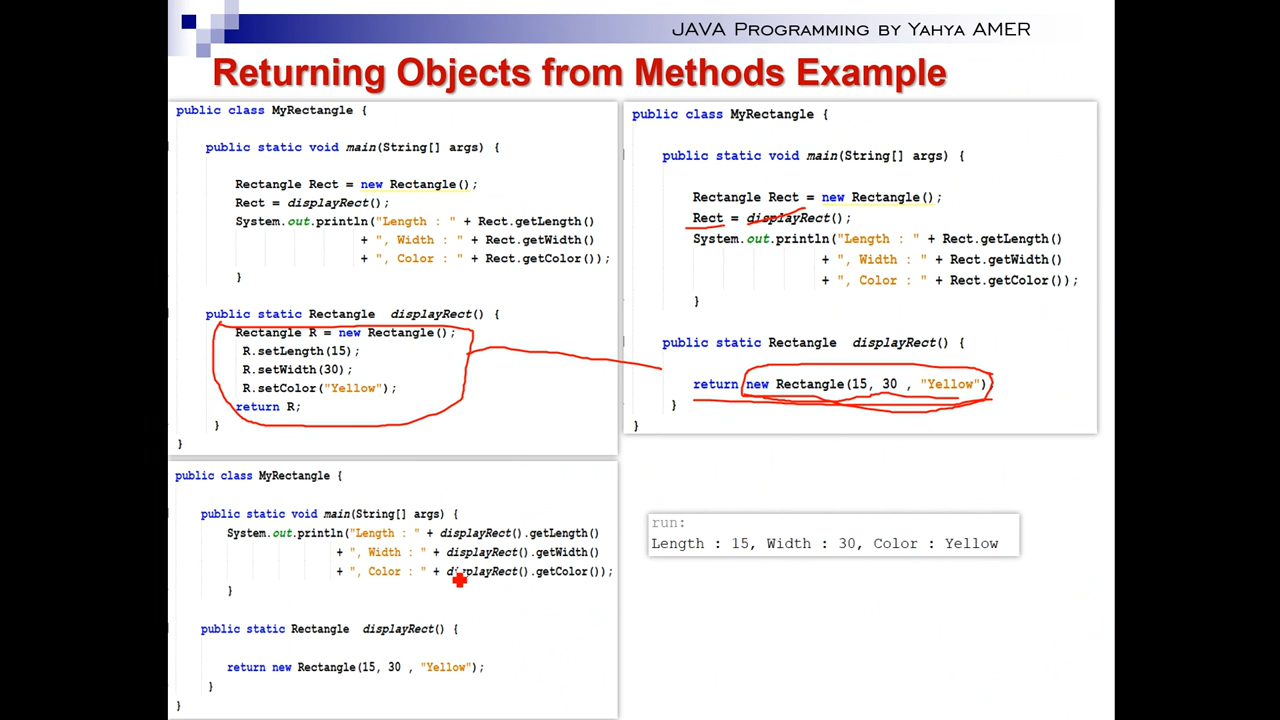 JAVA Programming by Yahya AMER
Returning Objects from Methods Example
public class MyRectangle {
public static void main(String[] args) {
Rectangle Rect = new Rectangle();
Rect = displayRect();
System.out.println("Length : " + Rect.getLength()
+ ", Width : " + Rect.getWidth()
+ ", Color : " + Rect.getColor());
}
public static Rectangle displayRect() {
Rectangle R = new Rectangle();
R.setLength(15);
R.setWidth(30);
R.setColor("Yellow");
return R;
}
}
public class MyRectangle {
public static void main(String[] args) {
Rectangle Rect = new Rectangle();
Rect = displayRect();
System.out.println("Length : " + Rect.getLength()
+ ", Width : " + Rect.getWidth()
+ ", Color : " + Rect.getColor());
}
public static Rectangle displayRect() {
return new Rectangle(15, 30 , "Yellow")
}
}
public class MyRectangle {
public static void main(String[] args) {
System.out.println("Length : " + displayRect().getLength()
+ ", Width : " + displayRect().getWidth()
+ ", Color : " + displayRect().getColor());
}
public static Rectangle displayRect() {
return new Rectangle(15, 30 , "Yellow");
}
}
run:
Length : 15, Width : 30, Color : Yellow